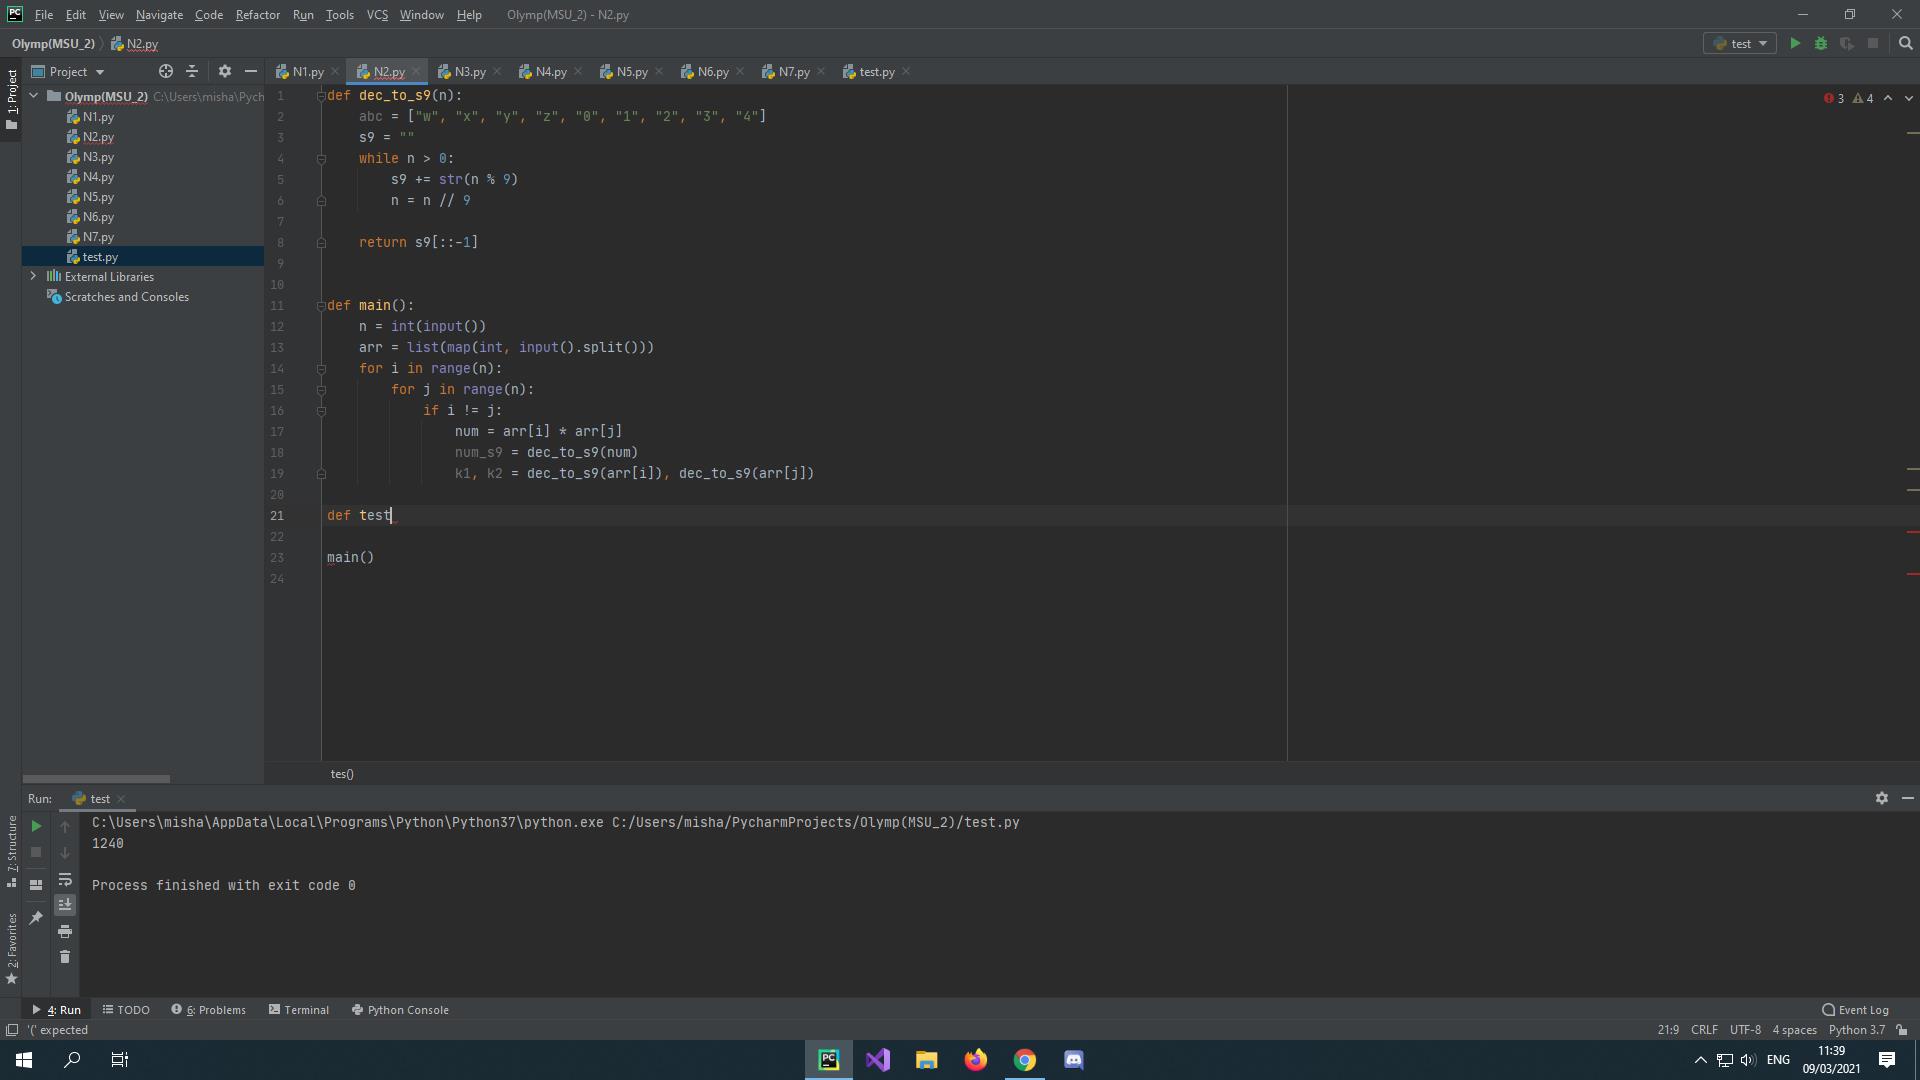 PC File Edit View Navigate Code Refactor Run Tools VCS Window Help Olymp(MSU_2) - N2.py
Olymp(MSU_2) N2.py test
1: Project
Project N1.py N2.py N3.py N4.py N5.py N6.py N7.py test.py
Olymp(MSU_2) C:\Users\misha\Pych
N1.py
N2.py
N3.py
N4.py
N5.py
N6.py
N7.py
test.py
External Libraries
Scratches and Consoles
3 4
1 def dec_to_s9(n):
2 abc = ["w", "x", "y", "z", "0", "1", "2", "3", "4"]
3 s9 = ""
4 while n > 0:
5 s9 += str(n % 9)
6 n = n // 9
7
8 return s9[::-1]
9
10
11 def main():
12 n = int(input())
13 arr = list(map(int, input().split()))
14 for i in range(n):
15 for j in range(n):
16 if i != j:
17 num = arr[i] * arr[j]
18 num_s9 = dec_to_s9(num)
19 k1, k2 = dec_to_s9(arr[i]), dec_to_s9(arr[j])
20
21 def test
22
23 main()
24
tes()
Run: test
C:\Users\misha\AppData\Local\Programs\Python\Python37\python.exe C:/Users/misha/PycharmProjects/Olymp(MSU_2)/test.py
1240
Process finished with exit code 0
7: Structure
2: Favorites
4: Run TODO 6: Problems Terminal Python Console Event Log
'(' expected 21:9 CRLF UTF-8 4 spaces Python 3.7
PC ENG 11:39
09/03/2021